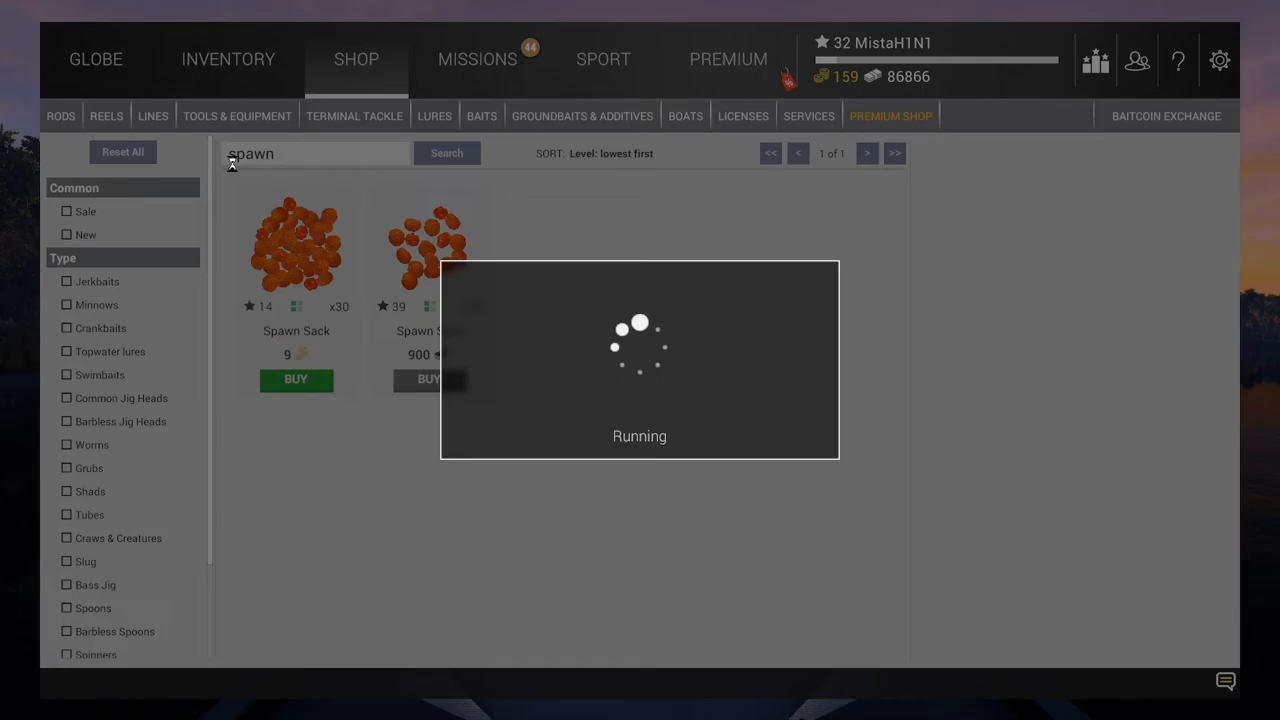 GLOBE INVENTORY SHOP MISSIONS 44 SPORT PREMIUM
32 MistaH1N1
159 86866
RODS REELS LINES TOOLS & EQUIPMENT TERMINAL TACKLE LURES BAITS GROUNDBAITS & ADDITIVES BOATS LICENSES SERVICES PREMIUM SHOP BAITCOIN EXCHANGE
Reset All
spawn Search SORT: Level: lowest first << < 1 of 1 > >>
Common
Sale
New
Type
Jerkbaits
Minnows
Crankbaits
Topwater lures
Swimbaits
Common Jig Heads
Barbless Jig Heads
Worms
Grubs
Shads
Tubes
Craws & Creatures
Slug
Bass Jig
Spoons
Barbless Spoons
Spinners
14 x30
Spawn Sack
9
BUY
39
Spawn
900
BUY
Running